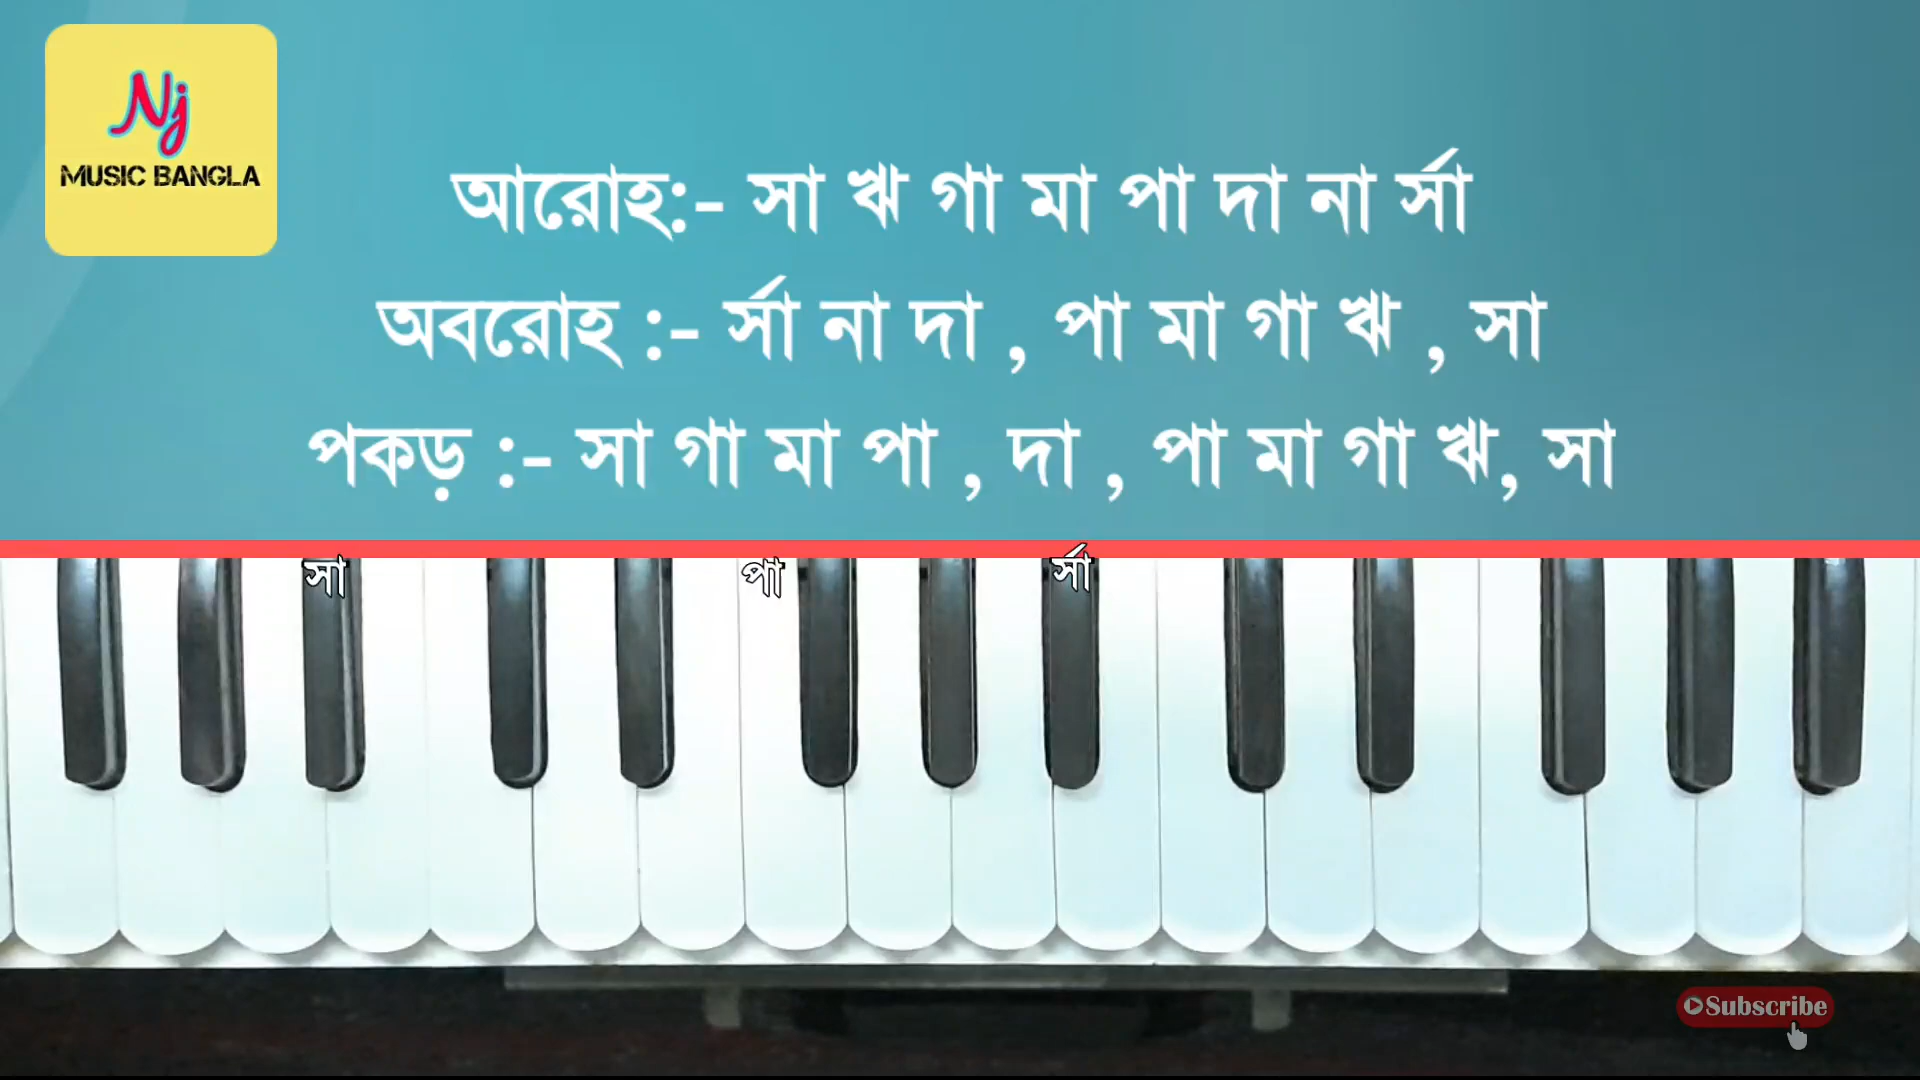 Nj
MUSIC BANGLA
আরোহ:- সা ঋ গা মা পা দা না র্সা
অবরোহ :- র্সা না দা , পা মা গা ঋ , সা
পকড় :- সা গা মা পা , দা , পা মা গা ঋ, সা
সা পা র্সা
Subscribe